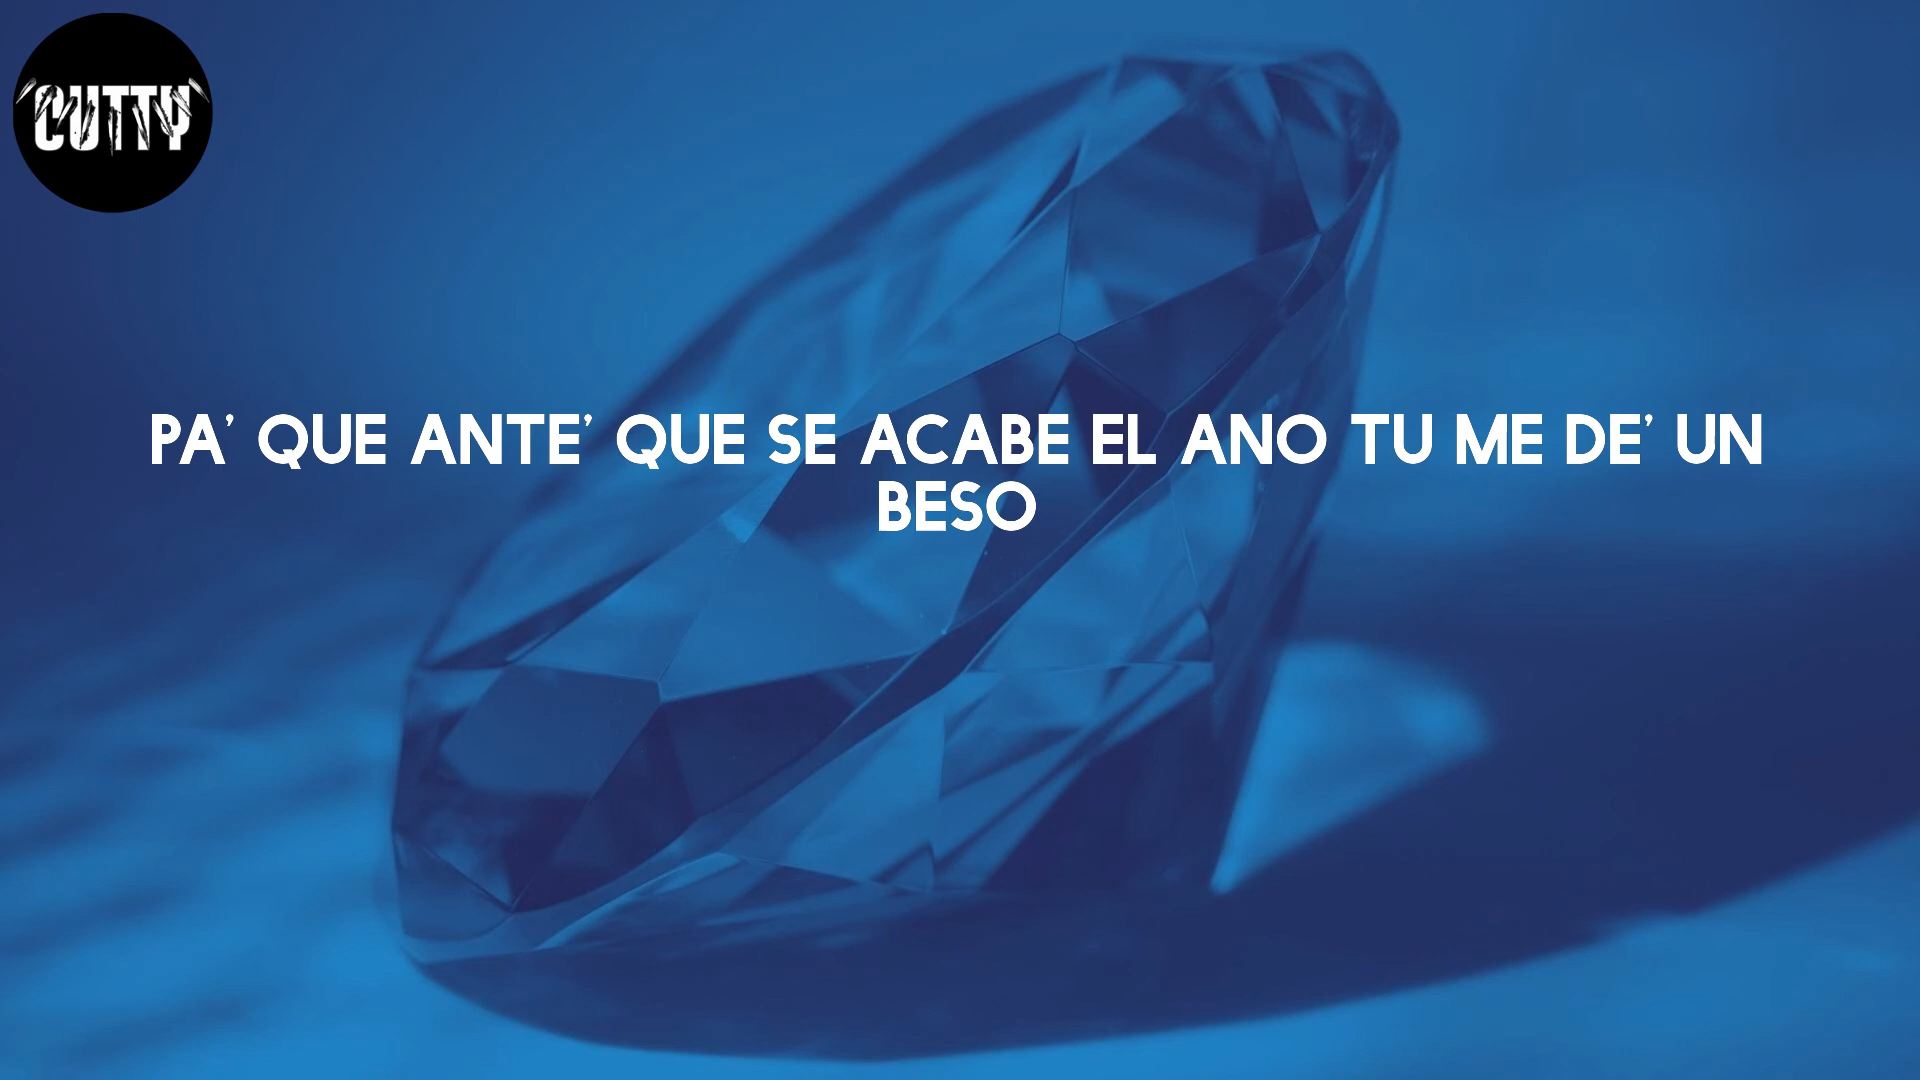 CUTTY
PA' QUE ANTE' QUE SE ACABE EL ANO TU ME DE' UN
BESO